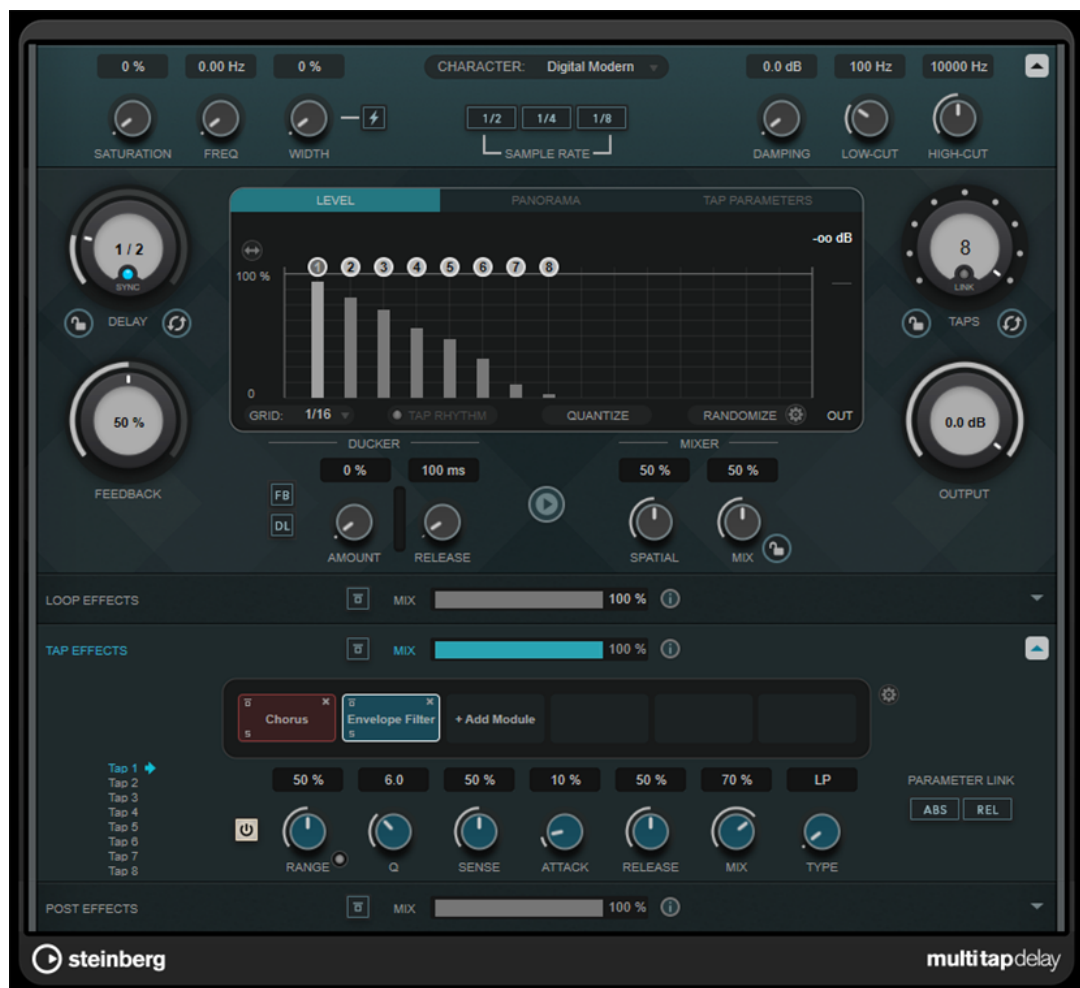 0 % 0.00 Hz 0 % CHARACTER: Digital Modern 0.0 dB 100 Hz 10000 Hz
1/2 1/4 1/8
SATURATION FREQ WIDTH SAMPLE RATE DAMPING LOW-CUT HIGH-CUT
LEVEL PANORAMA TAP PARAMETERS
-oo dB
1 / 2
SYNC
DELAY
8
LINK
TAPS
100 %
1 2 3 4 5 6 7 8
0
GRID: 1/16 TAP RHYTHM QUANTIZE RANDOMIZE OUT
50 %
FEEDBACK
0.0 dB
OUTPUT
DUCKER MIXER
0 % 100 ms 50 % 50 %
FB
DL
AMOUNT RELEASE SPATIAL MIX
LOOP EFFECTS MIX 100 %
TAP EFFECTS MIX 100 %
Chorus Envelope Filter + Add Module
S S
Tap 1
Tap 2
Tap 3
Tap 4
Tap 5
Tap 6
Tap 7
Tap 8
50 % 6.0 50 % 10 % 50 % 70 % LP
RANGE Q SENSE ATTACK RELEASE MIX TYPE
PARAMETER LINK
ABS REL
POST EFFECTS MIX 100 %
steinberg multitapdelay